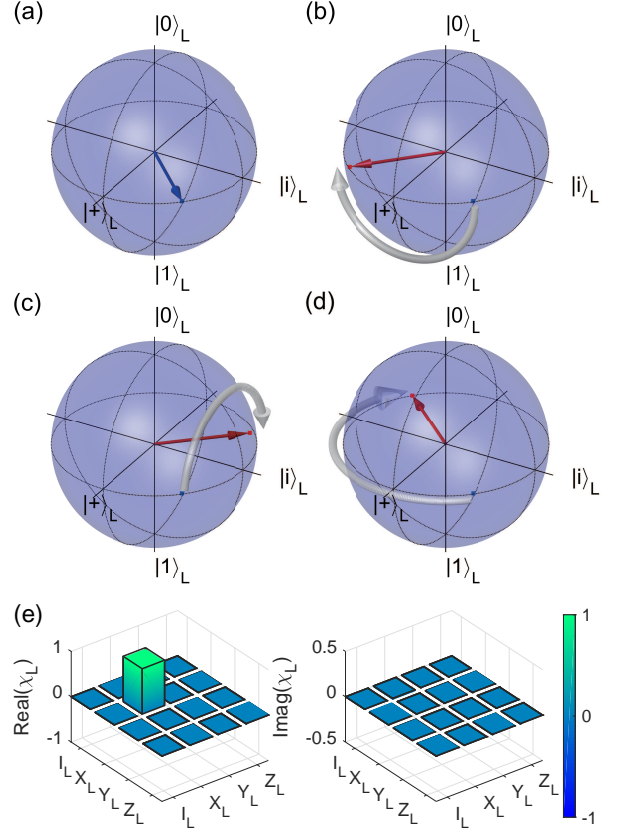 (a)
|0⟩L
|i⟩L
|+⟩L
|1⟩L
(b)
|0⟩L
|i⟩L
|+⟩L
|1⟩L
(c)
|0⟩L
|i⟩L
|+⟩L
|1⟩L
(d)
|0⟩L
|i⟩L
|+⟩L
|1⟩L
(e)
Real(χL)
1
0
-1
IL
XL
YL
ZL
IL
XL
YL
ZL
Imag(χL)
0.5
0
-0.5
IL
XL
YL
ZL
IL
XL
YL
ZL
1
0
-1